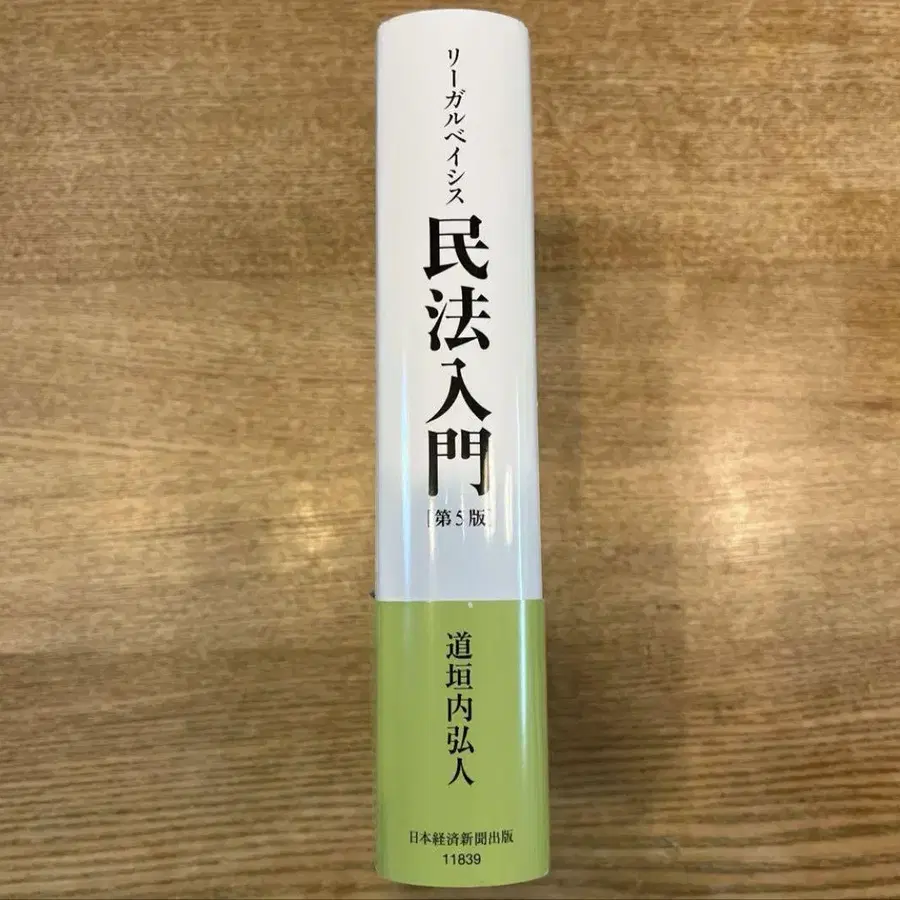 リーガルベイシス
民法入門
[第5版]
道垣内弘人
日本経済新聞出版
11839